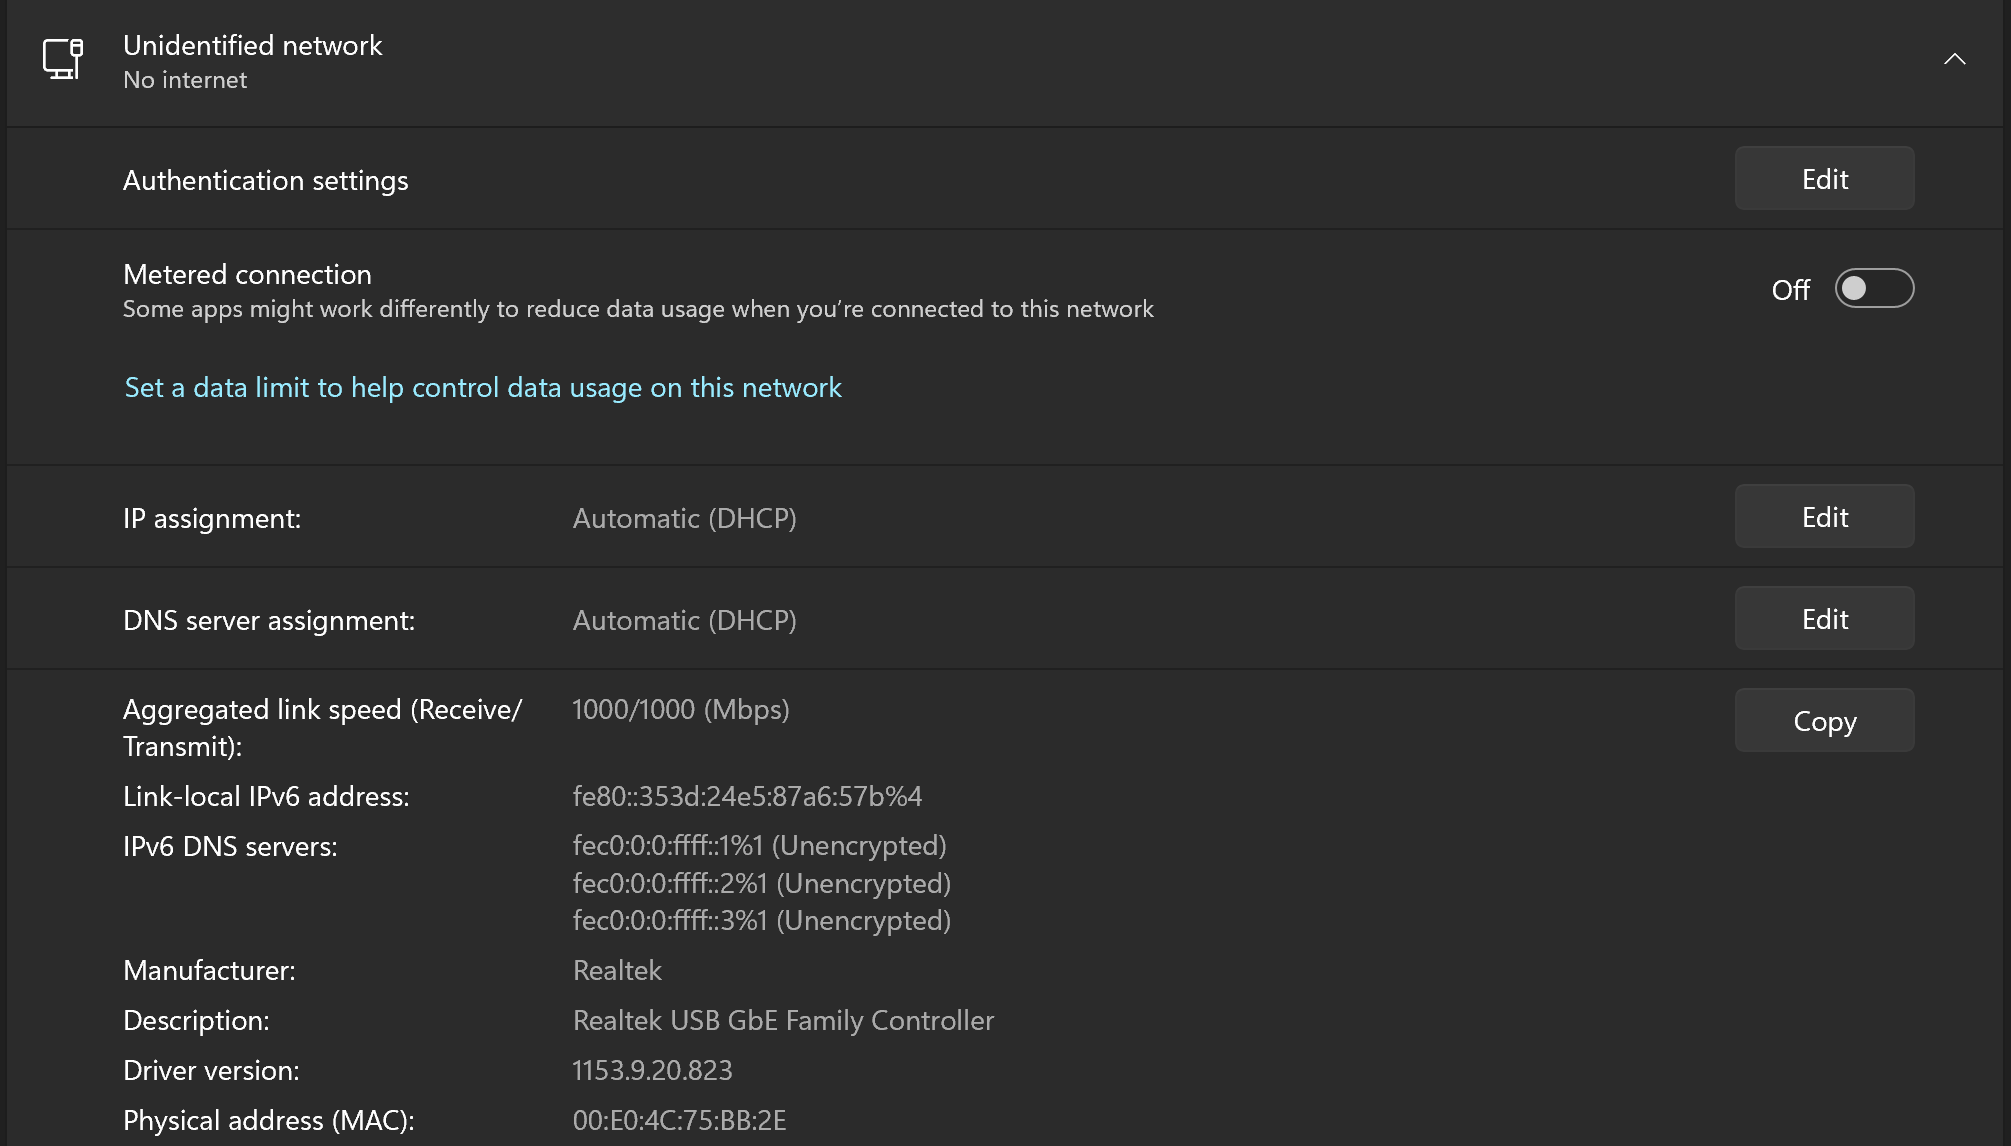 Unidentified network
No internet
Authentication settings
Edit
Metered connection
Some apps might work differently to reduce data usage when you’re connected to this network
Off
Set a data limit to help control data usage on this network
IP assignment:
Automatic (DHCP)
Edit
DNS server assignment:
Automatic (DHCP)
Edit
Aggregated link speed (Receive/
Transmit):
1000/1000 (Mbps)
Copy
Link-local IPv6 address:
fe80::353d:24e5:87a6:57b%4
IPv6 DNS servers:
fec0:0:0:ffff::1%1 (Unencrypted)
fec0:0:0:ffff::2%1 (Unencrypted)
fec0:0:0:ffff::3%1 (Unencrypted)
Manufacturer:
Realtek
Description:
Realtek USB GbE Family Controller
Driver version:
1153.9.20.823
Physical address (MAC):
00:E0:4C:75:BB:2E